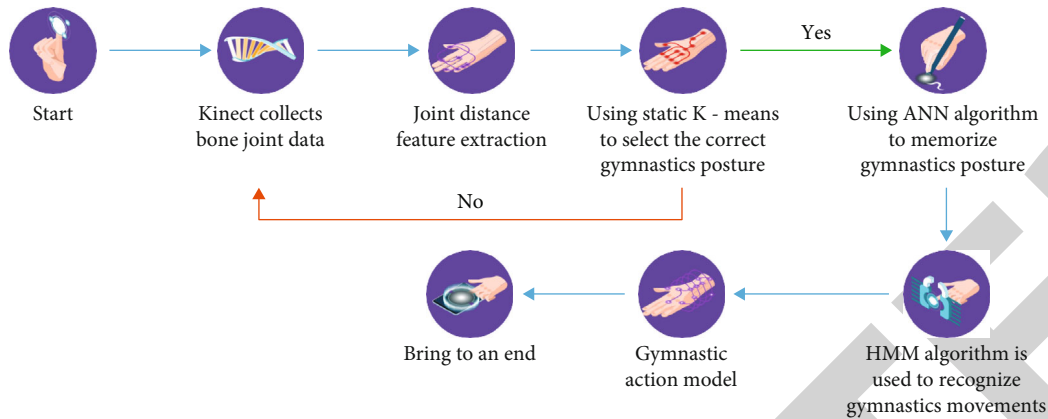 Start
Kinect collects
bone joint data
Joint distance
feature extraction
Using static K - means
to select the correct
gymnastics posture
Yes
Using ANN algorithm
to memorize
gymnastics posture
No
Bring to an end
Gymnastic
action model
HMM algorithm is
used to recognize
gymnastics movements